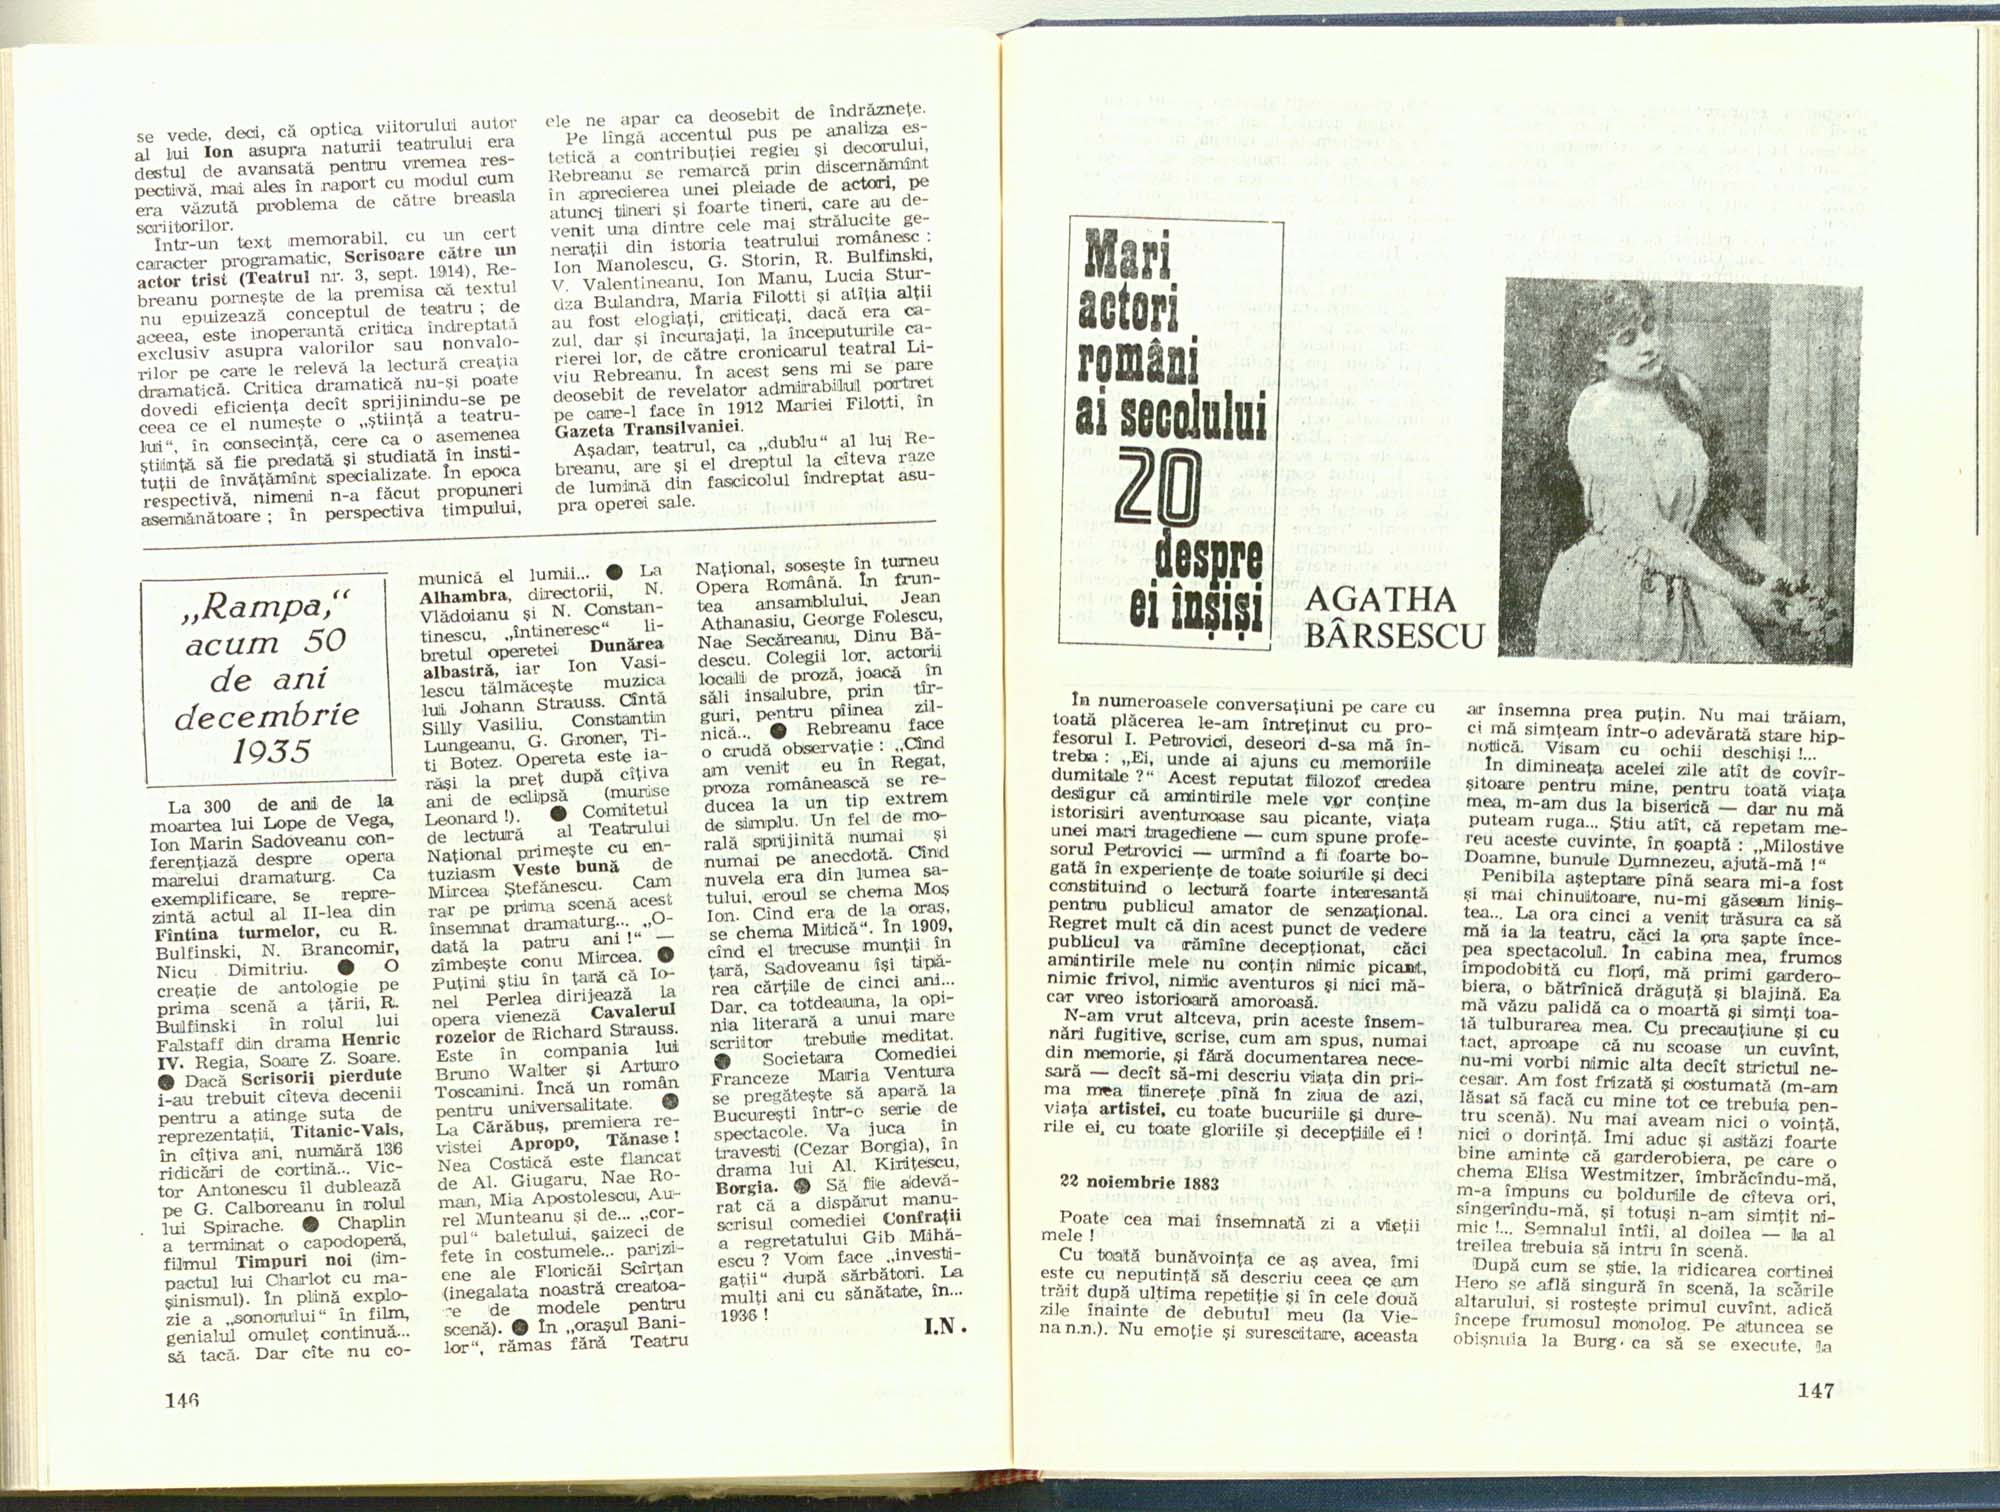 se vede, deci, că optica viitorului autor
al lui Ion asupra naturii teatrului era
destul de avansată pentru vremea res-
pectivă, mai ales în raport cu modul cum
era văzută problema de către breasla
scriitorilor.
Intr-un text memorabil, cu un cert
caracter programatic, Scrisoare către un
actor trist (Teatrul nr. 3, sept. 1914), Re-
breanu pornește de la premisa că textul
nu epuizează conceptul de teatru ; de
aceea, este inoperantă critica îndreptată
exclusiv asupra valorilor sau nonvalo-
rilor pe care le relevă la lectură creația
dramatică. Critica dramatică nu-și poate
dovedi eficiența decît sprijinindu-se pe
ceea ce el numește o „știință a teatru-
lui“, în consecință, cere ca o asemenea
știință să fie predată și studiată în insti-
tuții de învățămînt specializate. În epoca
respectivă, nimeni n-a făcut propuneri
asemănătoare ; în perspectiva timpului,
ele ne apar ca deosebit de îndrăznețe.
Pe lîngă accentul pus pe analiza es-
tetică a contribuției regiei și decorului,
Rebreanu se remarcă prin discernămînt
în aprecierea unei pleiade de actori, pe
atunci tineri și foarte tineri, care au de-
venit una dintre cele mai strălucite ge-
nerații din istoria teatrului românesc :
Ion Manolescu, G. Storin, R. Bulfinski,
V. Valentineanu, Ion Manu, Lucia Stur-
dza Bulandra, Maria Filotti și atîția alții
au fost elogiați, criticați, dacă era ca-
zul, dar și încurajați, la începuturile ca-
rierei lor, de către cronicarul teatral Li-
viu Rebreanu. În acest sens mi se pare
deosebit de revelator admirabilul portret
pe care-l face în 1912 Mariei Filotti, în
Gazeta Transilvaniei.
Așadar, teatrul, ca „dublu“ al lui Re-
breanu, are și el dreptul la cîteva raze
de lumină din fascicolul îndreptat asu-
pra operei sale.
„Rampa,“
acum 50
de ani
decembrie
1935
La 300 de ani de la
moartea lui Lope de Vega,
Ion Marin Sadoveanu con-
ferențiază despre opera
marelui dramaturg. Ca
exemplificare, se repre-
zintă actul al II-lea din
Fîntina turmelor, cu R.
Bulfinski, N. Brancomir,
Nicu Dimitriu. ● O
creație de antologie pe
prima scenă a țării, R.
Bulfinski în rolul lui
Falstaff din drama Henric
IV. Regia, Soare Z. Soare.
● Dacă Scrisorii pierdute
i-au trebuit cîteva decenii
pentru a atinge suta de
reprezentații, Titanic-Vals,
în cîțiva ani, numără 136
ridicări de cortină... Vic-
tor Antonescu îl dublează
pe G. Calboreanu în rolul
lui Spirache. ● Chaplin
a terminat o capodoperă,
filmul Timpuri noi (im-
pactul lui Charlot cu ma-
șinismul). În plină explo-
zie a „sonorului“ în film,
genialul omuleț continuă...
să tacă. Dar cîte nu co-
munică el lumii... ● La
Alhambra, directorii, N.
Vlădoianu și N. Constan-
tinescu, „întineresc“ li-
bretul operetei Dunărea
albastră, iar Ion Vasi-
lescu tălmăcește muzica
lui Johann Strauss. Cîntă
Silly Vasiliu, Constantin
Lungeanu, G. Groner, Ti-
ti Botez. Opereta este ia-
răși la preț după cîțiva
ani de eclipsă (murise
Leonard !). ● Comitetul
de lectură al Teatrului
Național primește cu en-
tuziasm Veste bună de
Mircea Ștefănescu. Cam
rar pe prima scenă acest
însemnat dramaturg... „O-
dată la patru ani !“ —
zîmbește conu Mircea. ●
Puțini știu în țară că Io-
nel Perlea dirijează la
opera vieneză Cavalerul
rozelor de Richard Strauss.
Este în compania lui
Bruno Walter și Arturo
Toscanini. Încă un român
pentru universalitate. ●
La Cărăbuș, premiera re-
vistei Apropo, Tănase !
Nea Costică este flancat
de Al. Giugaru, Nae Ro-
man, Mia Apostolescu, Au-
rel Munteanu și de... „cor-
pul“ baletului, șaizeci de
fete în costumele... parizi-
ene ale Floricăi Scîrțan
(inegalata noastră creatoa-
re de modele pentru
scenă). ● În „orașul Bani-
lor“, rămas fără Teatru
Național, sosește în turneu
Opera Română. În frun-
tea ansamblului, Jean
Athanasiu, George Folescu,
Nae Secăreanu, Dinu Bă-
descu. Colegii lor, actorii
locali de proză, joacă în
săli insalubre, prin tîr-
guri, pentru pîinea zil-
nică... ● Rebreanu face
o crudă observație : „Cînd
am venit eu în Regat,
proza românească se re-
ducea la un tip extrem
de simplu. Un fel de mo-
rală sprijinită numai și
numai pe anecdotă. Cînd
nuvela era din lumea sa-
tului, eroul se chema Moș
Ion. Cînd era de la oraș,
se chema Mitică“. În 1909,
cînd el trecuse munții în
țară, Sadoveanu își tipă-
rea cărțile de cinci ani...
Dar, ca totdeauna, la opi-
nia literară a unui mare
scriitor trebuie meditat.
● Societara Comediei
Franceze Maria Ventura
se pregătește să apară la
București într-o serie de
spectacole. Va juca în
travesti (Cezar Borgia), în
drama lui Al. Kirițescu,
Borgia. ● Să fie adevă-
rat că a dispărut manu-
scrisul comediei Confrații
a regretatului Gib Mihă-
escu ? Vom face „investi-
gații“ după sărbători. La
mulți ani cu sănătate, în...
1936 !
I.N.
146
Mari
actori
români
ai secolului
20
despre
ei înșiși
AGATHA
BÂRSESCU
În numeroasele conversațiuni pe care cu
toată plăcerea le-am întreținut cu pro-
fesorul I. Petrovici, deseori d-sa mă în-
treba : „Ei, unde ai ajuns cu memoriile
dumitale ?“ Acest reputat filozof credea
desigur că amintirile mele vor conține
istorisiri aventuroase sau picante, viața
unei mari tragediene — cum spune profe-
sorul Petrovici — urmînd a fi foarte bo-
gată în experiențe de toate soiurile și deci
constituind o lectură foarte interesantă
pentru publicul amator de senzațional.
Regret mult că din acest punct de vedere
publicul va rămîne decepționat, căci
amintirile mele nu conțin nimic picant,
nimic frivol, nimic aventuros și nici mă-
car vreo istorioară amoroasă.
N-am vrut altceva, prin aceste însem-
nări fugitive, scrise, cum am spus, numai
din memorie, și fără documentarea nece-
sară — decît să-mi descriu viața din pri-
ma mea tinerețe pînă în ziua de azi,
viața artistei, cu toate bucuriile și dure-
rile ei, cu toate gloriile și decepțiile ei !
22 noiembrie 1883
Poate cea mai însemnată zi a vieții
mele !
Cu toată bunăvoința ce aș avea, îmi
este cu neputință să descriu ceea ce am
trăit după ultima repetiție și în cele două
zile înainte de debutul meu (la Vie-
na n.n.). Nu emoție și surescitare, aceasta
ar însemna prea puțin. Nu mai trăiam,
ci mă simțeam într-o adevărată stare hip-
notică. Visam cu ochii deschiși !...
În dimineața acelei zile atît de covîr-
șitoare pentru mine, pentru toată viața
mea, m-am dus la biserică — dar nu mă
puteam ruga... Știu atît, că repetam me-
reu aceste cuvinte, în șoaptă : „Milostive
Doamne, bunule Dumnezeu, ajută-mă !“
Penibila așteptare pînă seara mi-a fost
și mai chinuitoare, nu-mi găseam liniș-
tea... La ora cinci a venit trăsura ca să
mă ia la teatru, căci la ora șapte înce-
pea spectacolul. În cabina mea, frumos
împodobită cu flori, mă primi gardero-
biera, o bătrînică drăguță și blajină. Ea
mă văzu palidă ca o moartă și simți toa-
tă tulburarea mea. Cu precauțiune și cu
tact, aproape că nu scoase un cuvînt,
nu-mi vorbi nimic alta decît strictul ne-
cesar. Am fost frizată și costumată (m-am
lăsat să facă cu mine tot ce trebuia pen-
tru scenă). Nu mai aveam nici o voință,
nici o dorință. Îmi aduc și astăzi foarte
bine aminte că garderobiera, pe care o
chema Elisa Westmitzer, îmbrăcîndu-mă,
m-a împuns cu boldurile de cîteva ori,
sîngerîndu-mă, și totuși n-am simțit ni-
mic !... Semnalul întîi, al doilea — la al
treilea trebuia să intru în scenă.
După cum se știe, la ridicarea cortinei
Hero se află singură în scenă, la scările
altarului, și rostește primul cuvînt, adică
începe frumosul monolog. Pe atuncea se
obișnuia la Burg ca să se execute, la
147